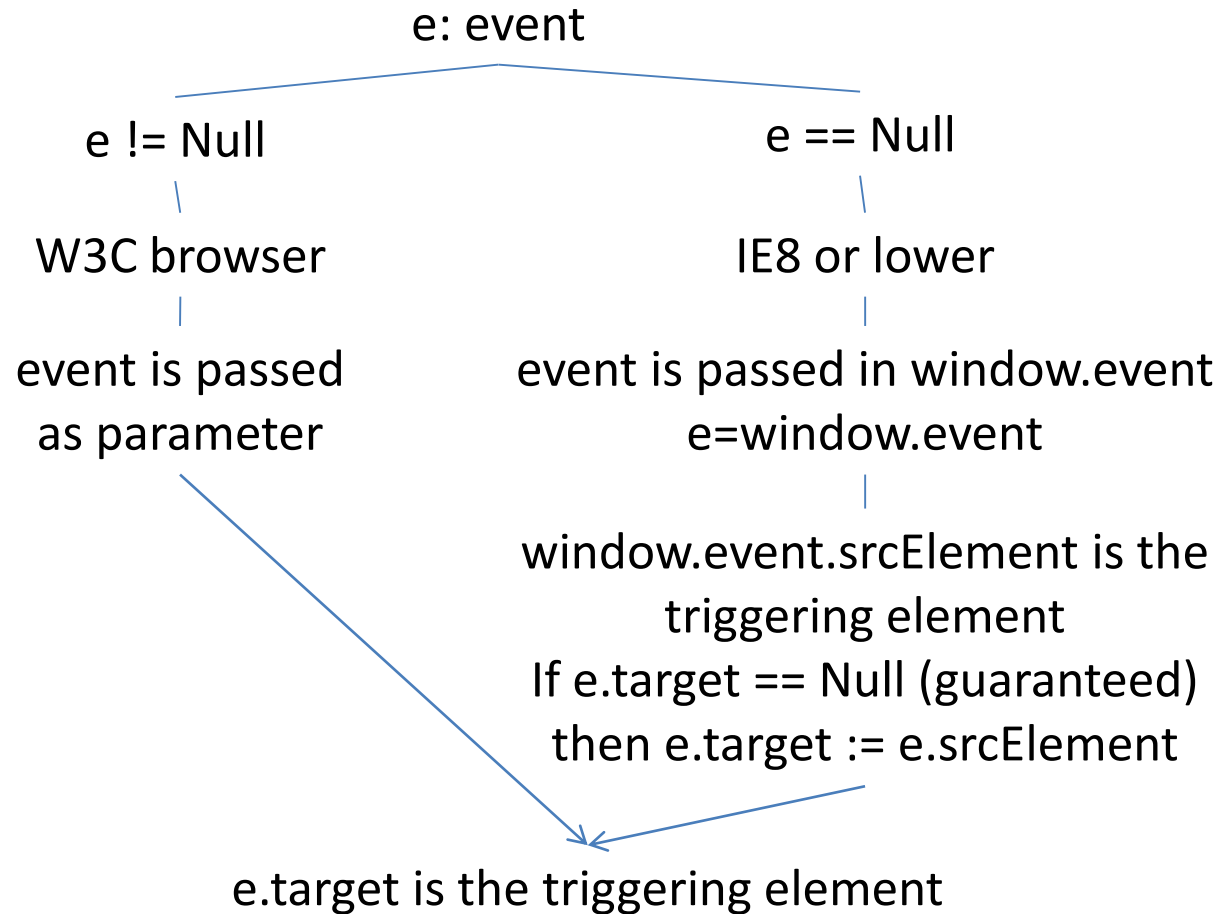 e: event
e != Null
e == Null
W3C browser
IE8 or lower
event is passed
as parameter
event is passed in window.event
e=window.event
window.event.srcElement is the
triggering element
If e.target == Null (guaranteed)
then e.target := e.srcElement
e.target is the triggering element